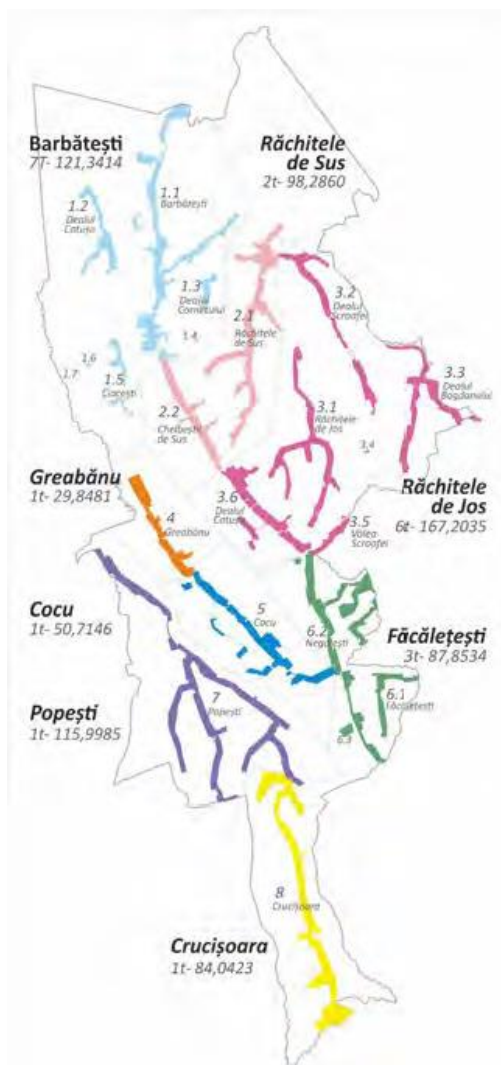 Barbătești
7T- 121,3414
Răchitele
de Sus
2t- 98,2860
1.1
Barbătești
1.2
Dealul
Catușa
1.3
Dealul
Cornetului
1.4
2.1
Răchitele
de Sus
3.2
Dealul
Scroafei
1.6
1.7
1.5
Ciocești
2.2
Chelbeștii
de Sus
3.1
Răchitele
de Jos
3.3
Dealul
Bogdanului
3.4
Greabănu
1t- 29,8481
4
Greabănu
3.6
Dealul
Catușa
3.5
Valea
Scroafei
Răchitele
de Jos
6t- 167,2035
Cocu
1t- 50,7146
5
Cocu
6.2
Negotești
Făcălețești
3t- 87,8534
6.1
Făcălețești
6.3
Popești
1t- 115,9985
7
Popești
8
Crucișoara
Crucișoara
1t- 84,0423